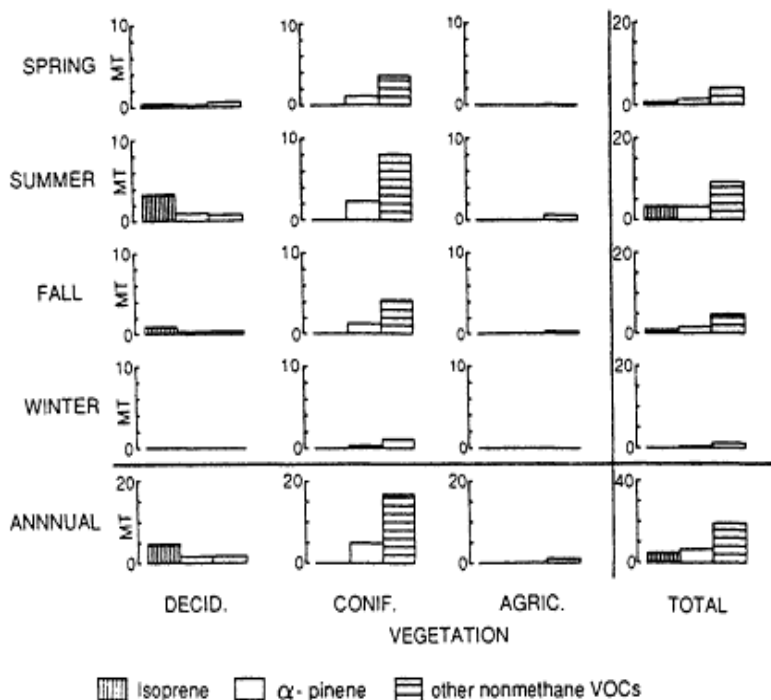 10 10 10 20
SPRING MT
0 0 0 0
10 10 10 20
SUMMER MT
0 0 0 0
10 10 10 20
FALL MT
0 0 0 0
10 10 10 20
WINTER MT
0 0 0 0
20 20 20 40
ANNNUAL MT
0 0 0 0
DECID. CONIF. AGRIC. TOTAL
VEGETATION
Isoprene α- pinene other nonmethane VOCs